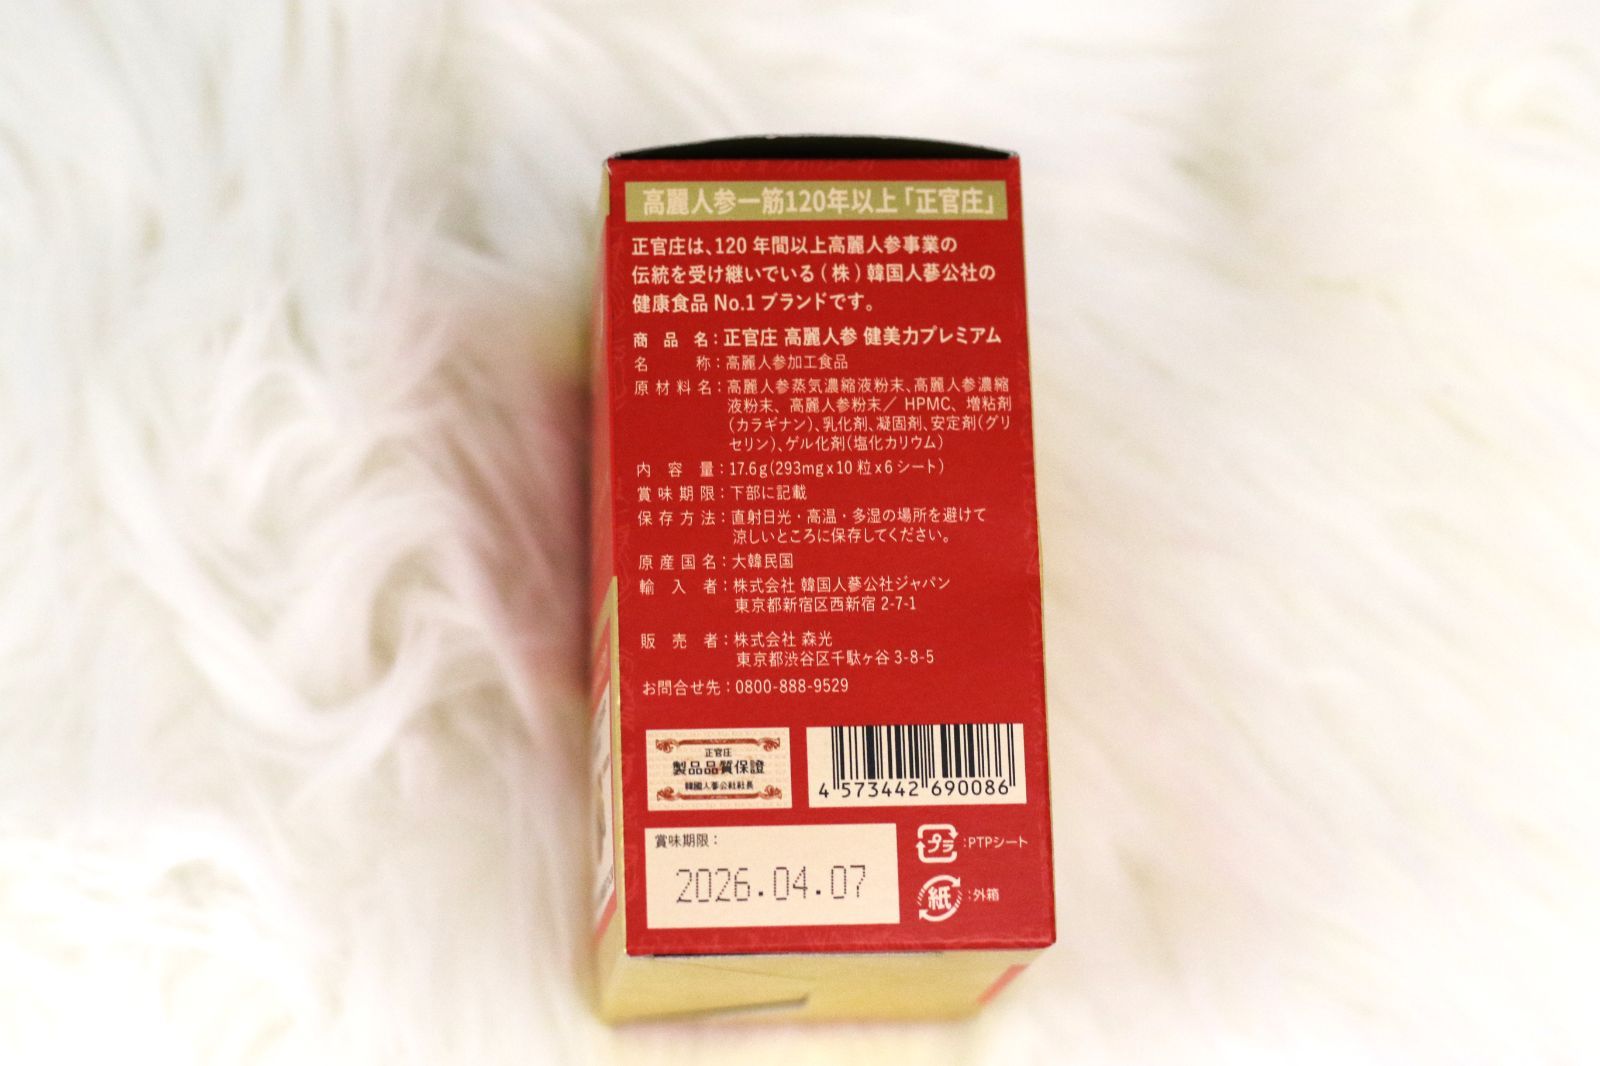 高麗人参一筋120年以上「正官庄」
正官庄は、120 年間以上高麗人参事業の
伝統を受け継いでいる（株）韓国人蔘公社の
健康食品 No.1 ブランドです。
商品名：正官庄 高麗人参 健美力プレミアム
名称：高麗人参加工食品
原材料名：高麗人参蒸気濃縮液粉末、高麗人参濃縮
液粉末、高麗人参粉末／ HPMC、増粘剤
（カラギナン）、乳化剤、凝固剤、安定剤（グリ
セリン）、ゲル化剤（塩化カリウム）
内容量：17.6g（293mgx10 粒 x6 シート）
賞味期限：下部に記載
保存方法：直射日光・高温・多湿の場所を避けて
涼しいところに保存してください。
原産国名：大韓民国
輸入者：株式会社 韓国人蔘公社ジャパン
東京都新宿区西新宿 2-7-1
販売者：株式会社 森光
東京都渋谷区千駄ヶ谷 3-8-5
お問合せ先：0800-888-9529
正官庄
製品品質保證
韓國人蔘公社社長
4 573442 690086
賞味期限：
2026.04.07
プラ：PTPシート
紙：外箱